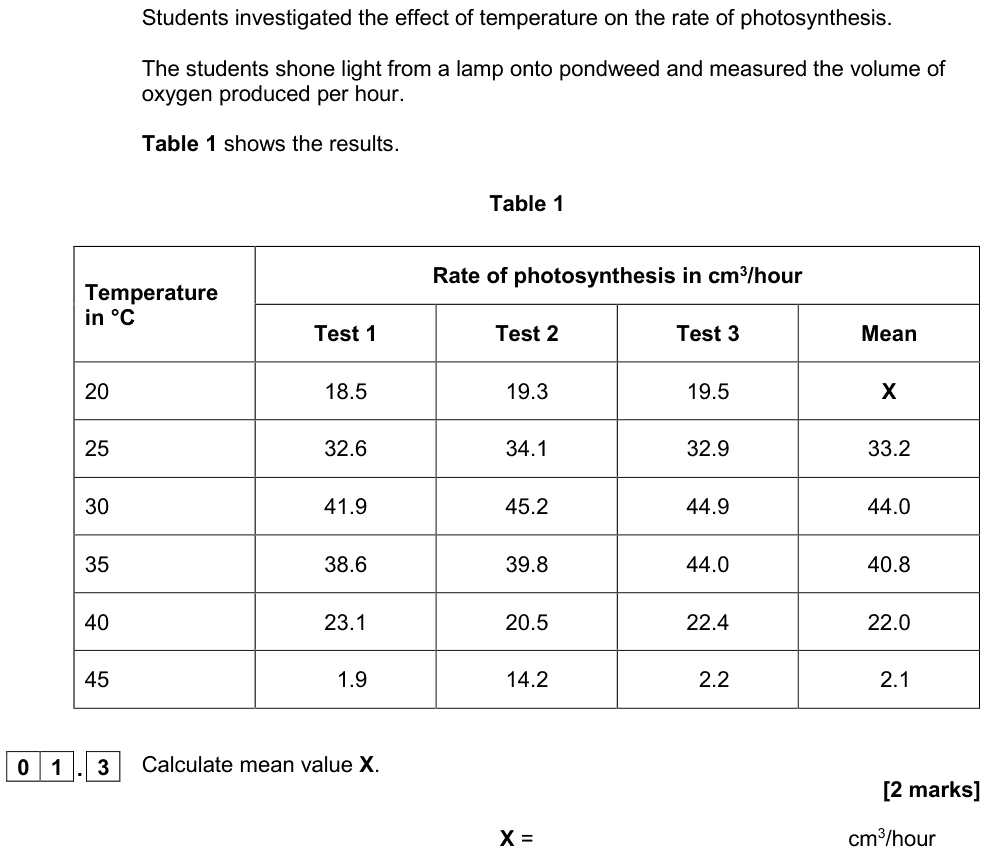 Students investigated the effect of temperature on the rate of photosynthesis.
The students shone light from a lamp onto pondweed and measured the volume of
oxygen produced per hour.
Table 1 shows the results.
Table 1
Temperature in °C
Rate of photosynthesis in cm³/hour
Test 1 Test 2 Test 3 Mean
20 18.5 19.3 19.5 X
25 32.6 34.1 32.9 33.2
30 41.9 45.2 44.9 44.0
35 38.6 39.8 44.0 40.8
40 23.1 20.5 22.4 22.0
45 1.9 14.2 2.2 2.1
0 1 . 3 Calculate mean value X.
[2 marks]
X = cm³/hour